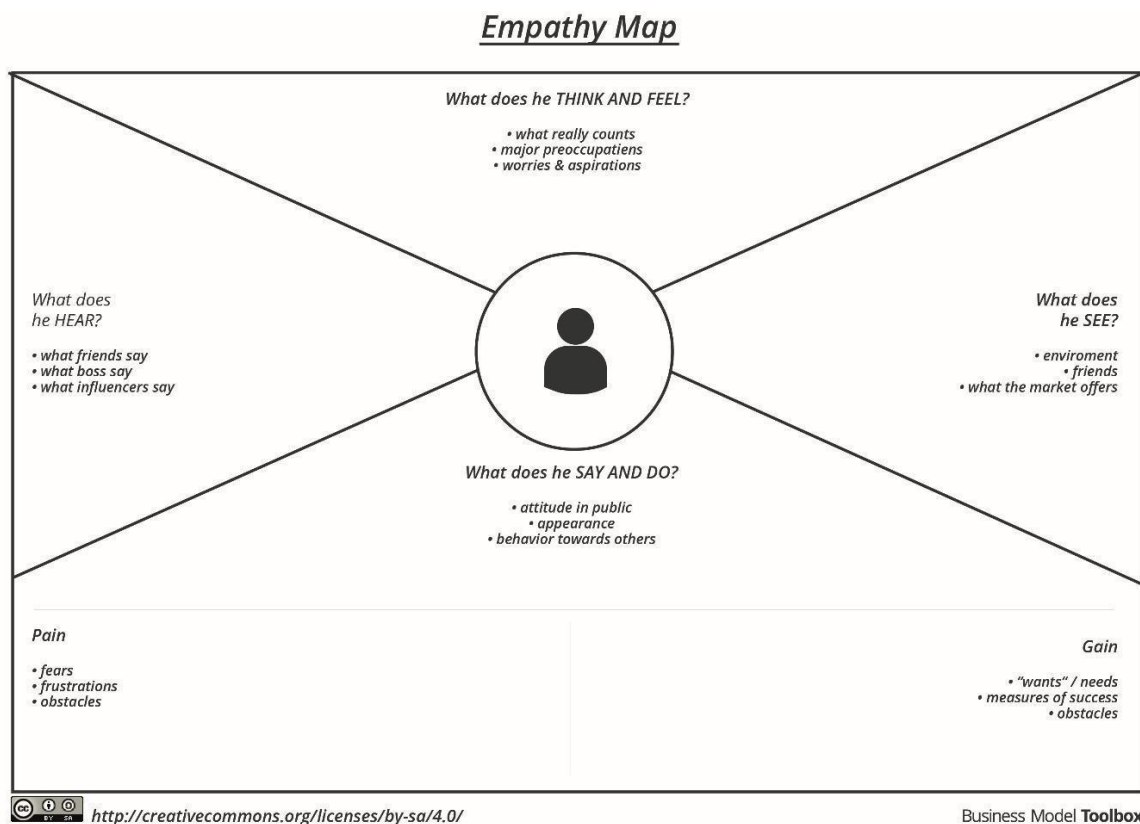 Empathy Map
What does he THINK AND FEEL?
• what really counts
• major preoccupatiens
• worries & aspirations
What does
he HEAR?
• what friends say
• what boss say
• what influencers say
What does
he SEE?
• enviroment
• friends
• what the market offers
What does he SAY AND DO?
• attitude in public
• appearance
• behavior towards others
Pain
• fears
• frustrations
• obstacles
Gain
• “wants“ / needs
• measures of success
• obstacles
cc BY SA
http://creativecommons.org/licenses/by-sa/4.0/
Business Model Toolbox